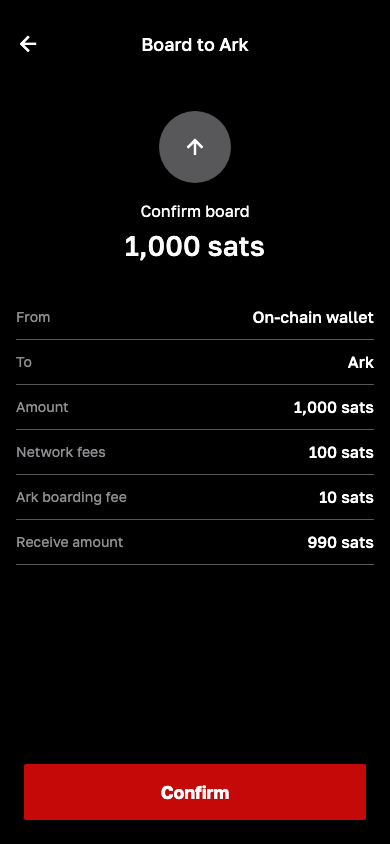 Board to Ark
Confirm board
1,000 sats
From On-chain wallet
To Ark
Amount 1,000 sats
Network fees 100 sats
Ark boarding fee 10 sats
Receive amount 990 sats
Confirm